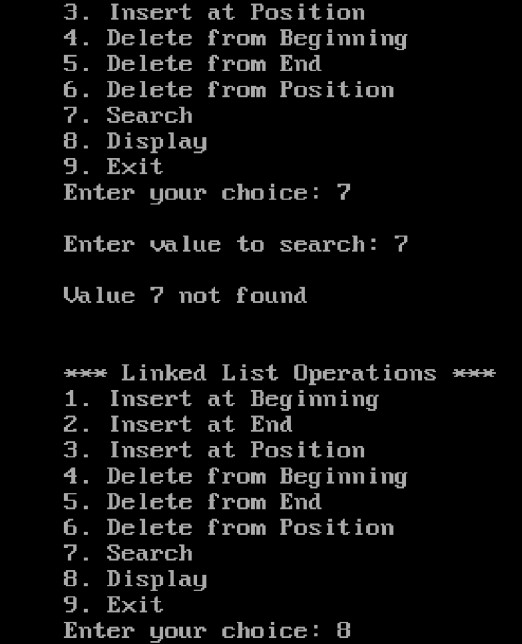 3. Insert at Position
4. Delete from Beginning
5. Delete from End
6. Delete from Position
7. Search
8. Display
9. Exit
Enter your choice: 7
Enter value to search: 7
Value 7 not found
*** Linked List Operations ***
1. Insert at Beginning
2. Insert at End
3. Insert at Position
4. Delete from Beginning
5. Delete from End
6. Delete from Position
7. Search
8. Display
9. Exit
Enter your choice: 8